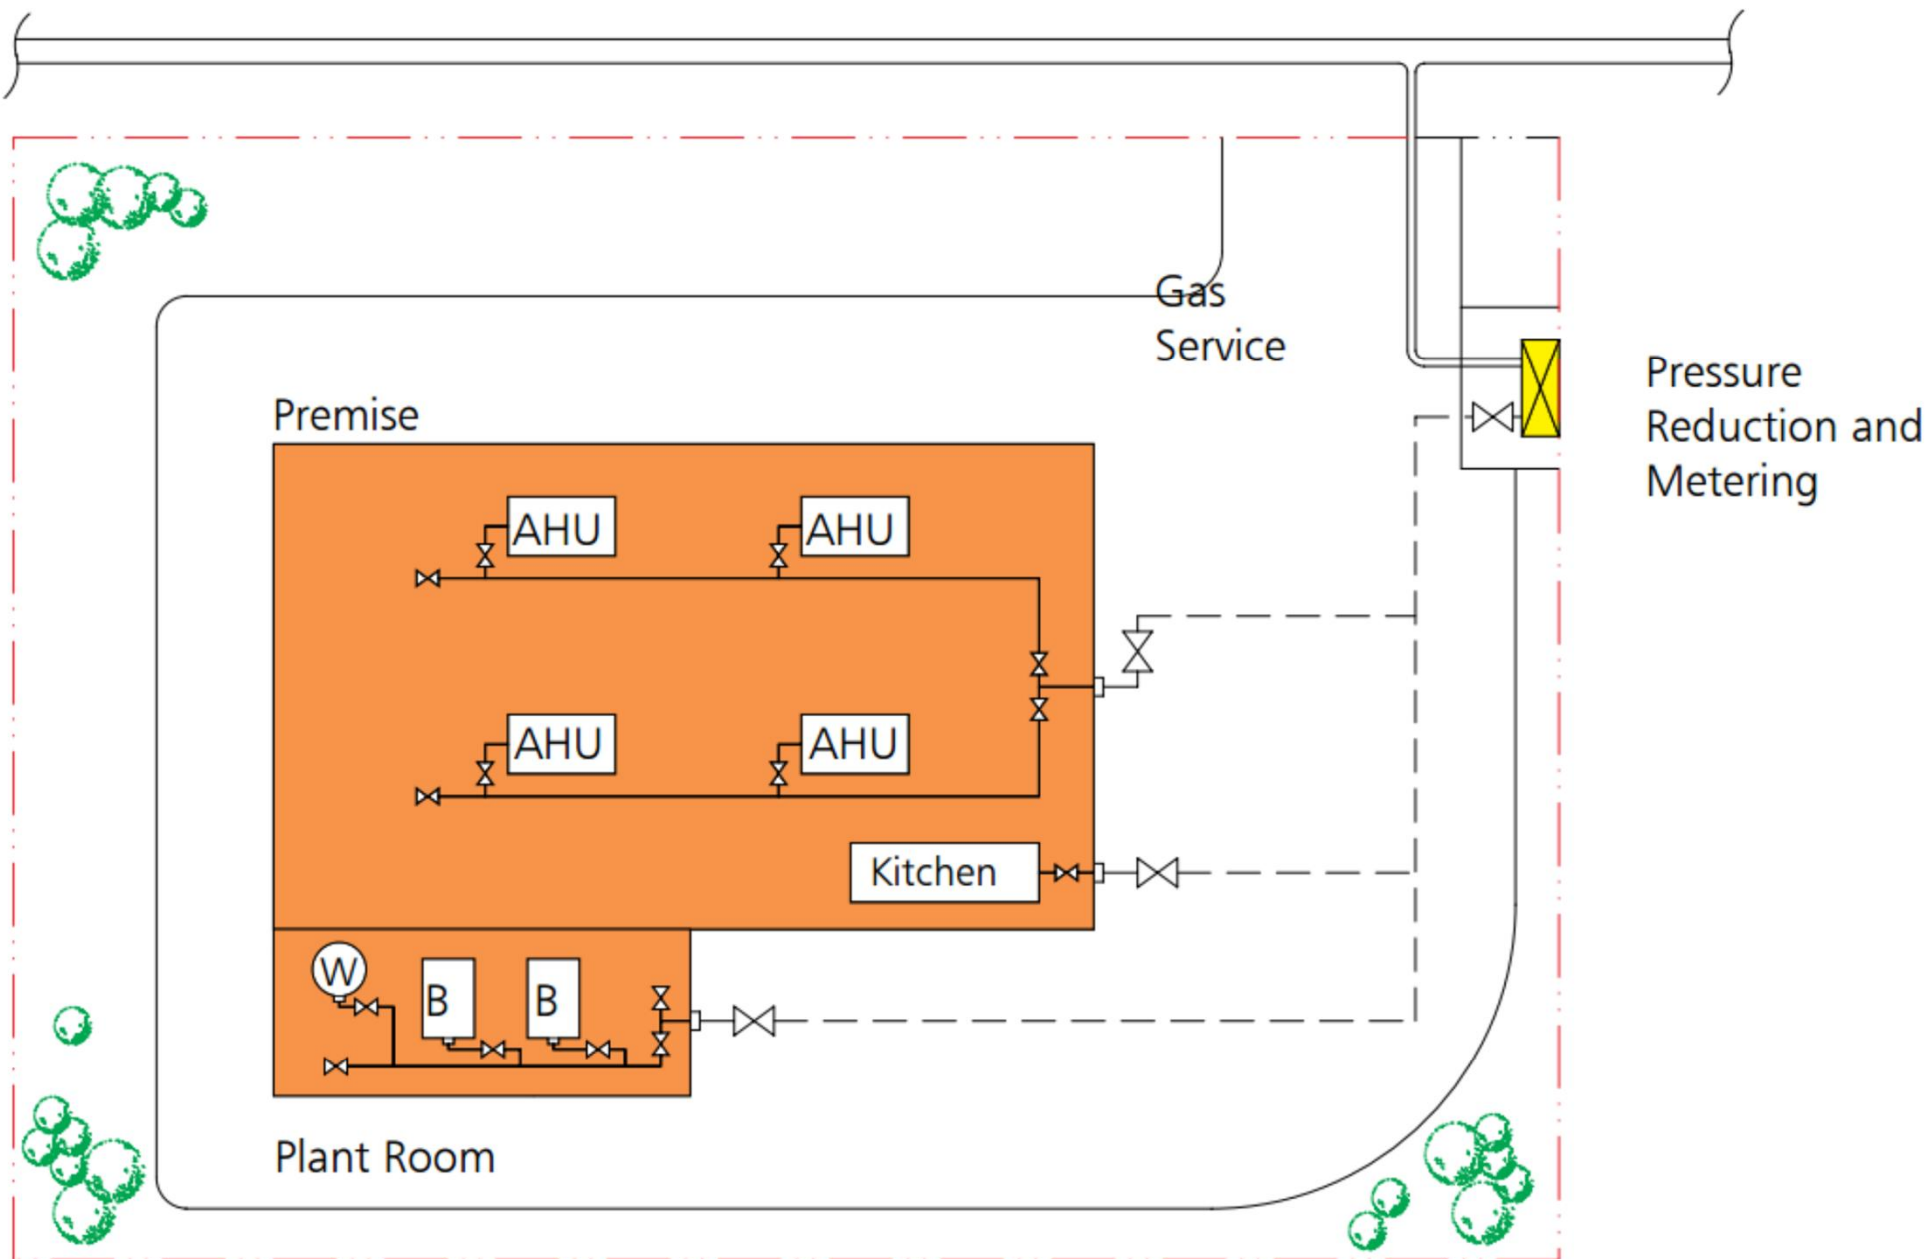 Gas
Service
Pressure
Reduction and
Metering
Premise
AHU AHU
AHU AHU
Kitchen
W B B
Plant Room